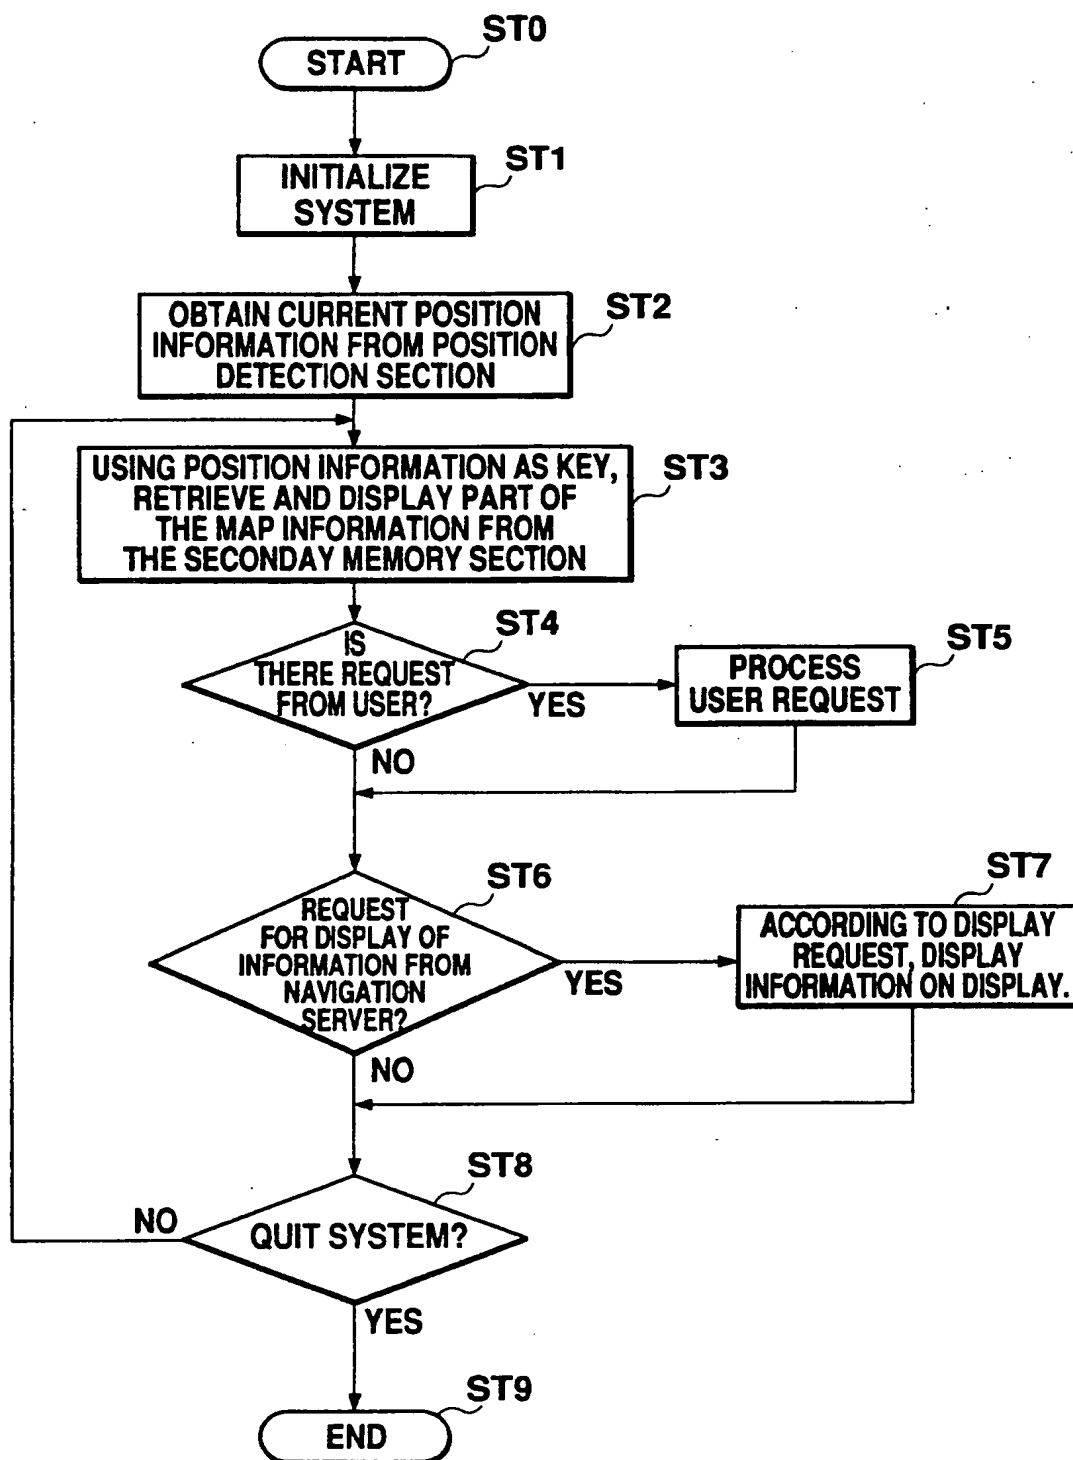 ST0
START
ST1
INITIALIZE
SYSTEM
ST2
OBTAIN CURRENT POSITION
INFORMATION FROM POSITION
DETECTION SECTION
ST3
USING POSITION INFORMATION AS KEY,
RETRIEVE AND DISPLAY PART OF
THE MAP INFORMATION FROM
THE SECONDAY MEMORY SECTION
ST4
IS
THERE REQUEST
FROM USER?
YES
NO
ST5
PROCESS
USER REQUEST
ST6
REQUEST
FOR DISPLAY OF
INFORMATION FROM
NAVIGATION
SERVER?
YES
NO
ST7
ACCORDING TO DISPLAY
REQUEST, DISPLAY
INFORMATION ON DISPLAY.
ST8
QUIT SYSTEM?
NO
YES
ST9
END